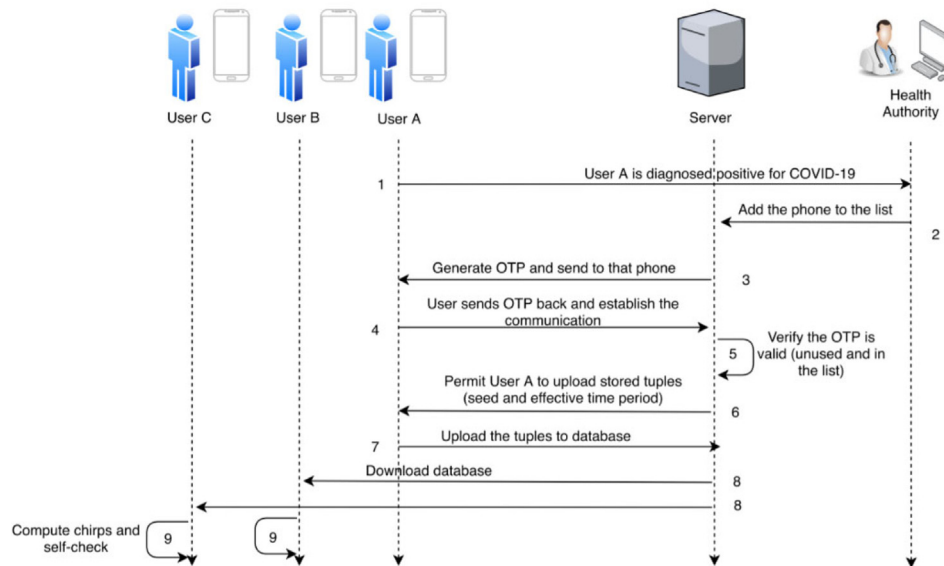 User C
User B
User A
Server
Health
Authority
1
User A is diagnosed positive for COVID-19
Add the phone to the list
2
Generate OTP and send to that phone
3
User sends OTP back and establish the
communication
4
5
Verify the OTP is
valid (unused and in
the list)
Permit User A to upload stored tuples
(seed and effective time period)
6
7
Upload the tuples to database
Download database
8
8
Compute chirps and
self-check
9
9